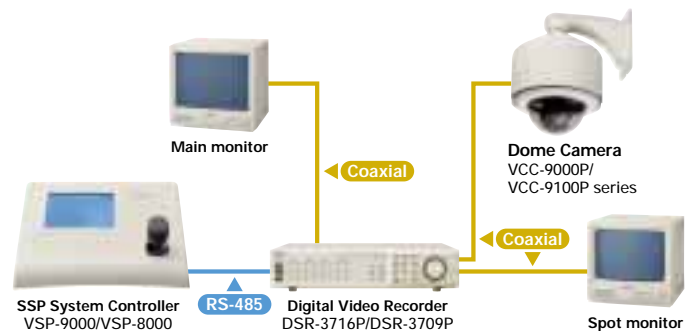 Main monitor
Coaxial
Dome Camera
VCC-9000P/
VCC-9100P series
Coaxial
RS-485
SSP System Controller
VSP-9000/VSP-8000
Digital Video Recorder
DSR-3716P/DSR-3709P
Spot monitor